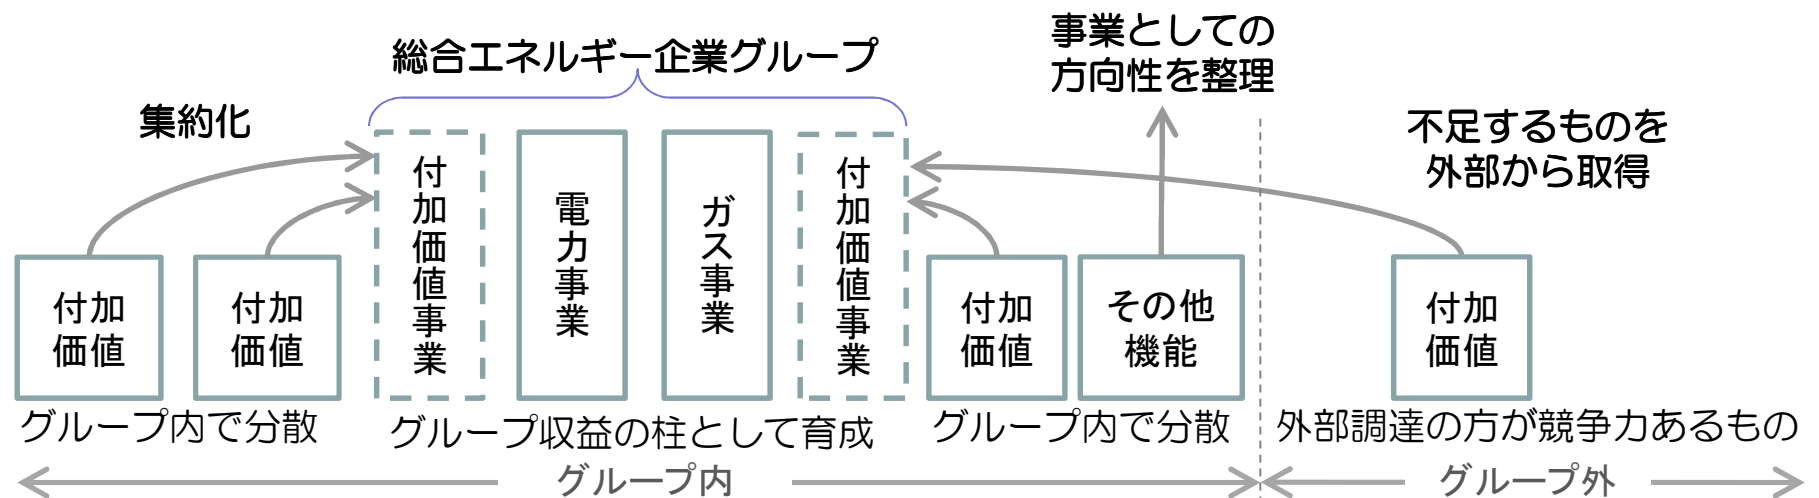 総合エネルギー企業グループ
事業としての
方向性を整理
集約化
不足するものを
外部から取得
付加
価値
付加
価値
付加価値事業
電力事業
ガス事業
付加価値事業
付加
価値
その他
機能
付加
価値
グループ内で分散
グループ収益の柱として育成
グループ内で分散
外部調達の方が競争力あるもの
グループ内
グループ外